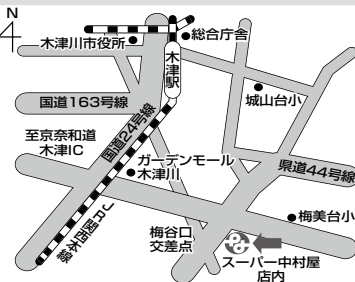 N
木津川市役所
総合庁舎
木津駅
城山台小
国道163号線
国道24号線
至京奈和道
木津IC
ガーデンモール
木津川
県道44号線
JR関西本線
梅谷口
交差点
梅美台小
スーパー中村屋
店内